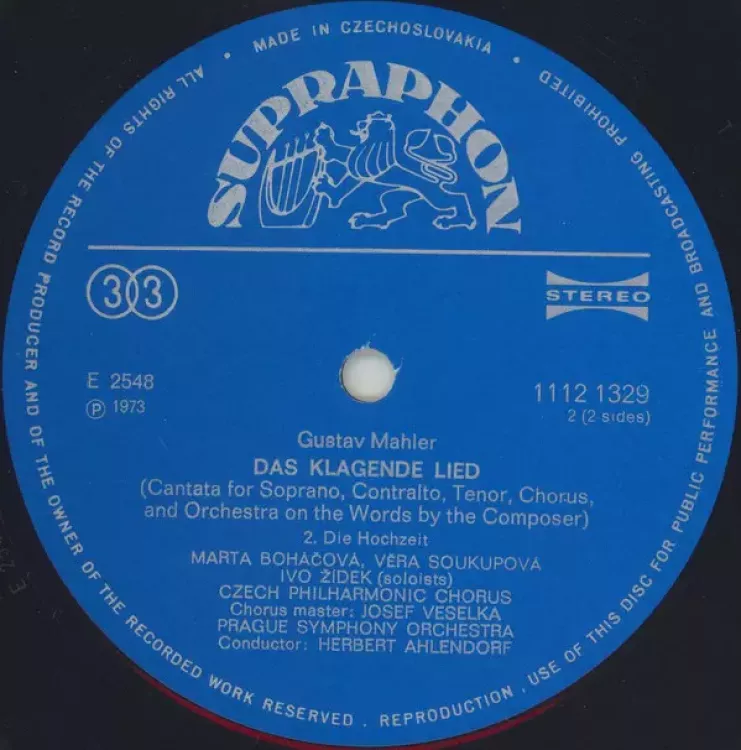 ALL RIGHTS OF THE RECORD PRODUCER AND OF THE OWNER OF THE RECORDED WORK RESERVED . REPRODUCTION . USE OF THIS DISC FOR PUBLIC PERFORMANCE AND BROADCASTING PROHIBITED
• MADE IN CZECHOSLOVAKIA •
SUPRAPHON
33
STEREO
E 2548
1112 1329
Ⓟ 1973
2 (2 sides)
Gustav Mahler
DAS KLAGENDE LIED
(Cantata for Soprano, Contralto, Tenor, Chorus,
and Orchestra on the Words by the Composer)
2. Die Hochzeit
MARTA BOHÁČOVÁ, VĚRA SOUKUPOVÁ
IVO ŽÍDEK (soloists)
CZECH PHILHARMONIC CHORUS
Chorus master: JOSEF VESELKA
PRAGUE SYMPHONY ORCHESTRA
Conductor: HERBERT AHLENDORF